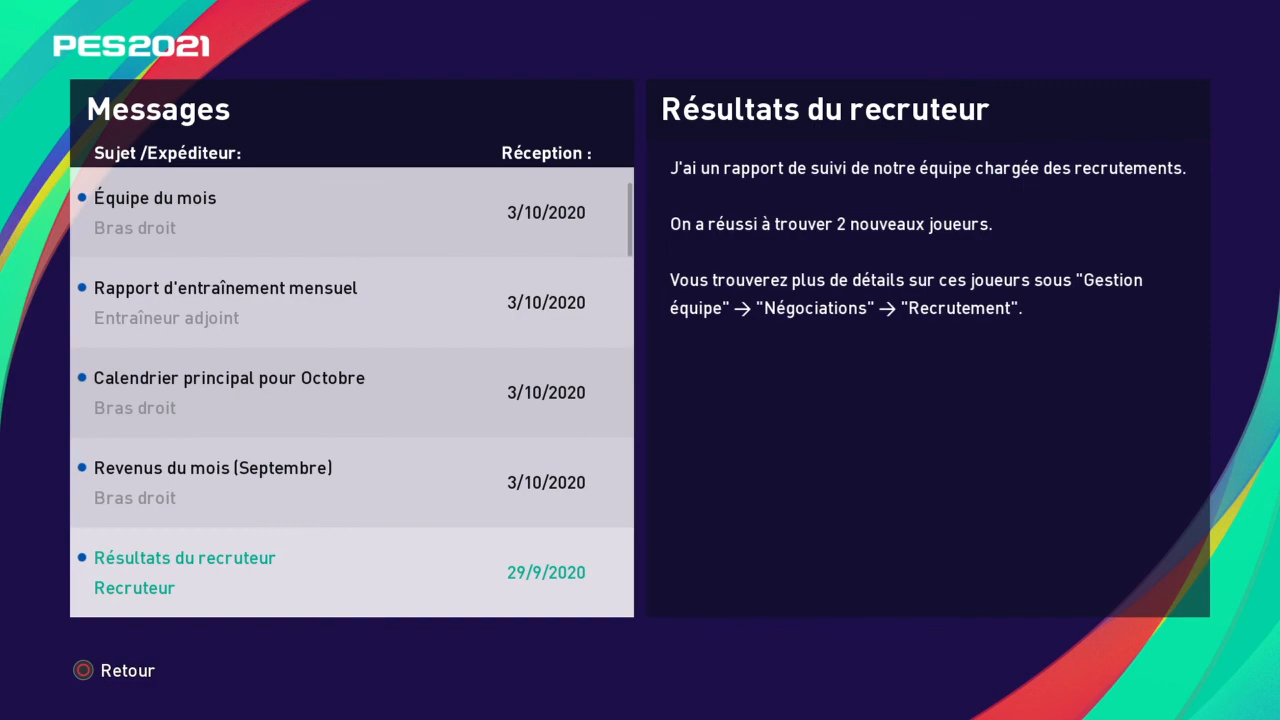 PES2021
Messages
Sujet /Expéditeur:
Réception :
Équipe du mois
Bras droit
3/10/2020
Rapport d'entraînement mensuel
Entraîneur adjoint
3/10/2020
Calendrier principal pour Octobre
Bras droit
3/10/2020
Revenus du mois (Septembre)
Bras droit
3/10/2020
Résultats du recruteur
Recruteur
29/9/2020
Résultats du recruteur
J'ai un rapport de suivi de notre équipe chargée des recrutements.
On a réussi à trouver 2 nouveaux joueurs.
Vous trouverez plus de détails sur ces joueurs sous "Gestion
équipe" → "Négociations" → "Recrutement".
Retour